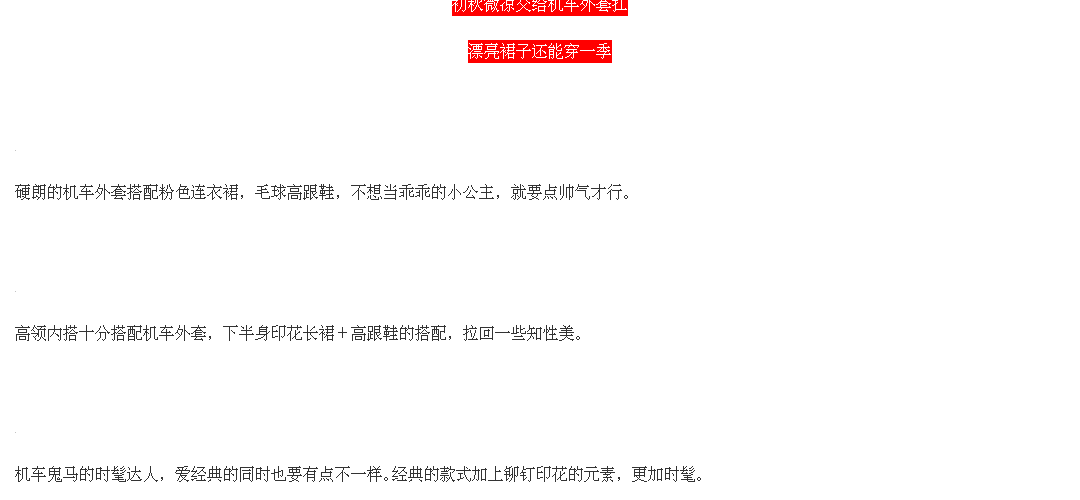 初秋微凉交给机车外套扛
漂亮裙子还能穿一季
硬朗的机车外套搭配粉色连衣裙，毛球高跟鞋，不想当乖乖的小公主，就要点帅气才行。
高领内搭十分搭配机车外套，下半身印花长裙＋高跟鞋的搭配，拉回一些知性美。
机车鬼马的时髦达人，爱经典的同时也要有点不一样。经典的款式加上铆钉印花的元素，更加时髦。